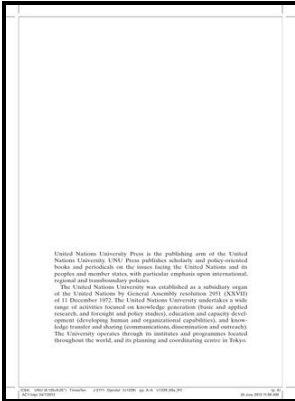 United Nations University Press is the publishing arm of the United
Nations University. UNU Press publishes scholarly and policy-oriented
books and periodicals on the issues facing the United Nations and its
peoples and member states, with particular emphasis upon international,
regional and transboundary policies.
The United Nations University was established as a subsidiary organ
of the United Nations by General Assembly resolution 2951 (XXVII)
of 11 December 1972. The United Nations University undertakes a wide
range of activities focused on knowledge generation (basic and applied
research, and foresight and policy studies), education and capacity devel-
opment (developing human and organizational capabilities), and know-
ledge transfer and sharing (communications, dissemination and outreach).
The University operates through its institutes and programmes located
throughout the world, and its planning and coordinating centre in Tokyo.